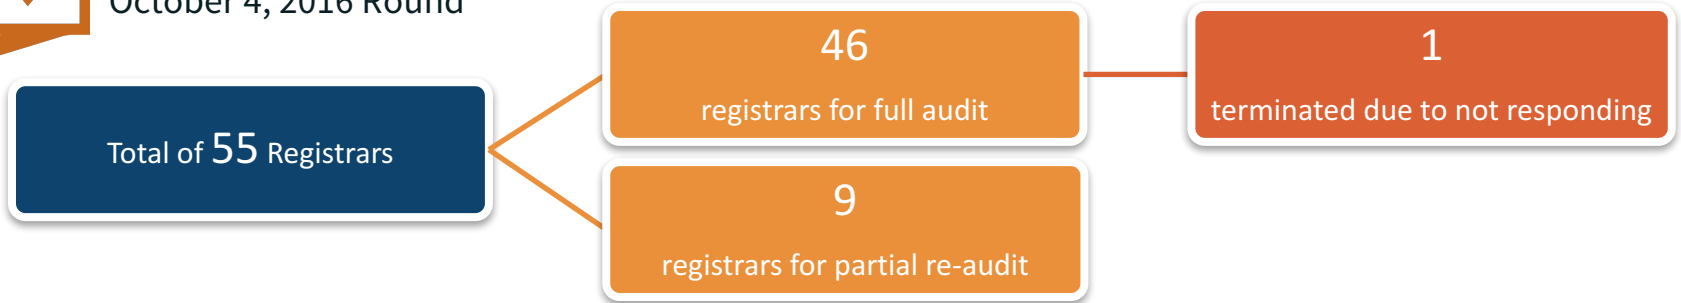 October 4, 2016 Round
Total of 55 Registrars
46
registrars for full audit
9
registrars for partial re-audit
1
terminated due to not responding